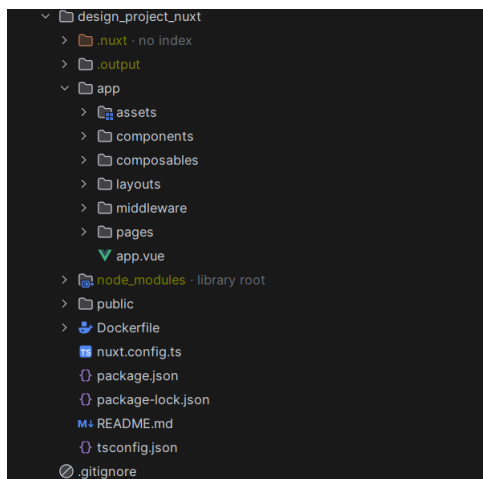 design_project_nuxt
.nuxt · no index
.output
app
assets
components
composables
layouts
middleware
pages
app.vue
node_modules · library root
public
Dockerfile
TS nuxt.config.ts
{} package.json
{} package-lock.json
M↓ README.md
{} tsconfig.json
.gitignore